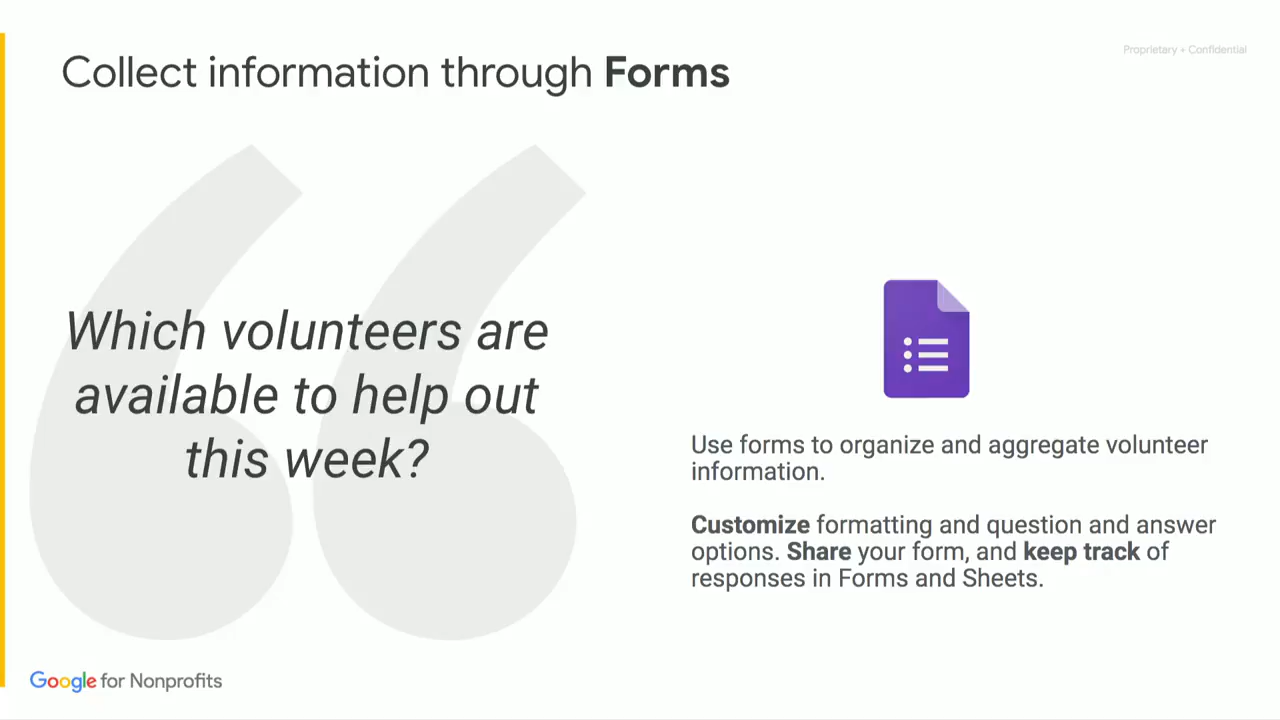 Proprietary + Confidential
Collect information through Forms
Which volunteers are
available to help out
this week?
Use forms to organize and aggregate volunteer
information.
Customize formatting and question and answer
options. Share your form, and keep track of
responses in Forms and Sheets.
Google for Nonprofits